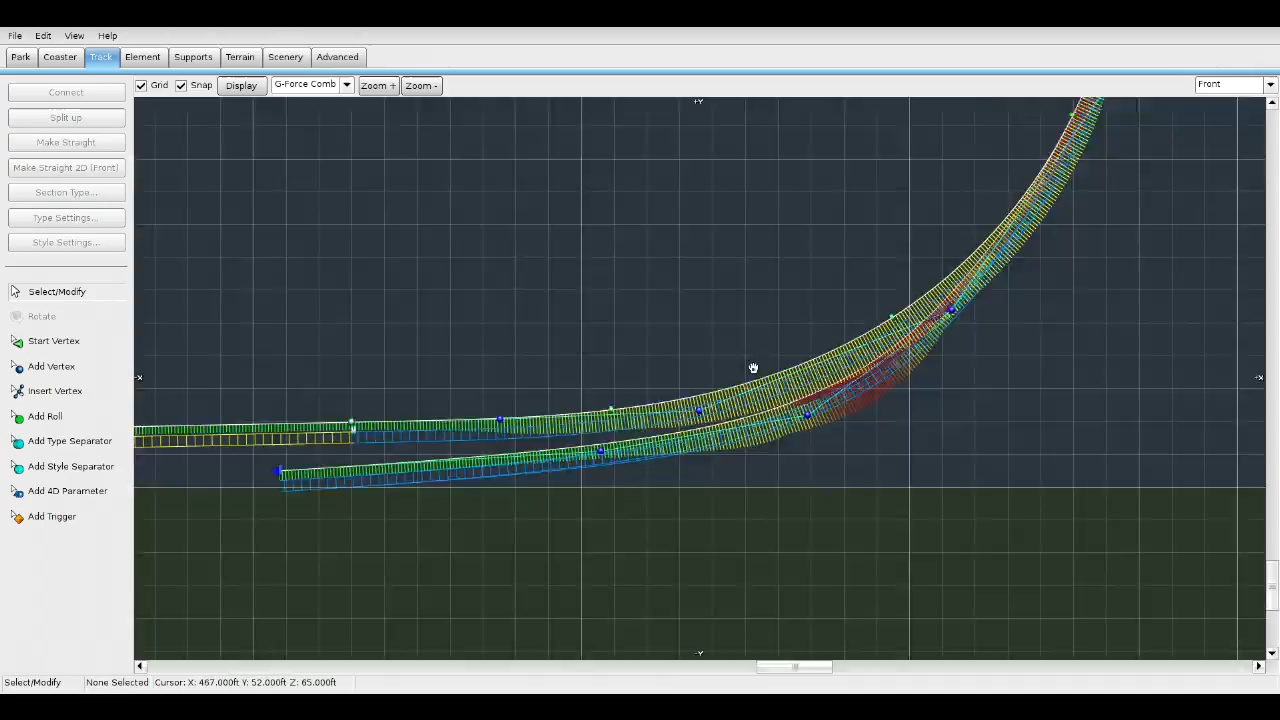 File Edit View Help
Park Coaster Track Element Supports Terrain Scenery Advanced
Connect
Grid Snap Display G-Force Comb Zoom + Zoom - Front
Split up
Make Straight
Make Straight 2D (Front)
Section Type...
Type Settings...
Style Settings...
Select/Modify
Rotate
Start Vertex
Add Vertex
Insert Vertex
Add Roll
Add Type Separator
Add Style Separator
Add 4D Parameter
Add Trigger
+Y
-X
+X
-Y
Select/Modify None Selected Cursor: X: 467.000ft Y: 52.000ft Z: 65.000ft